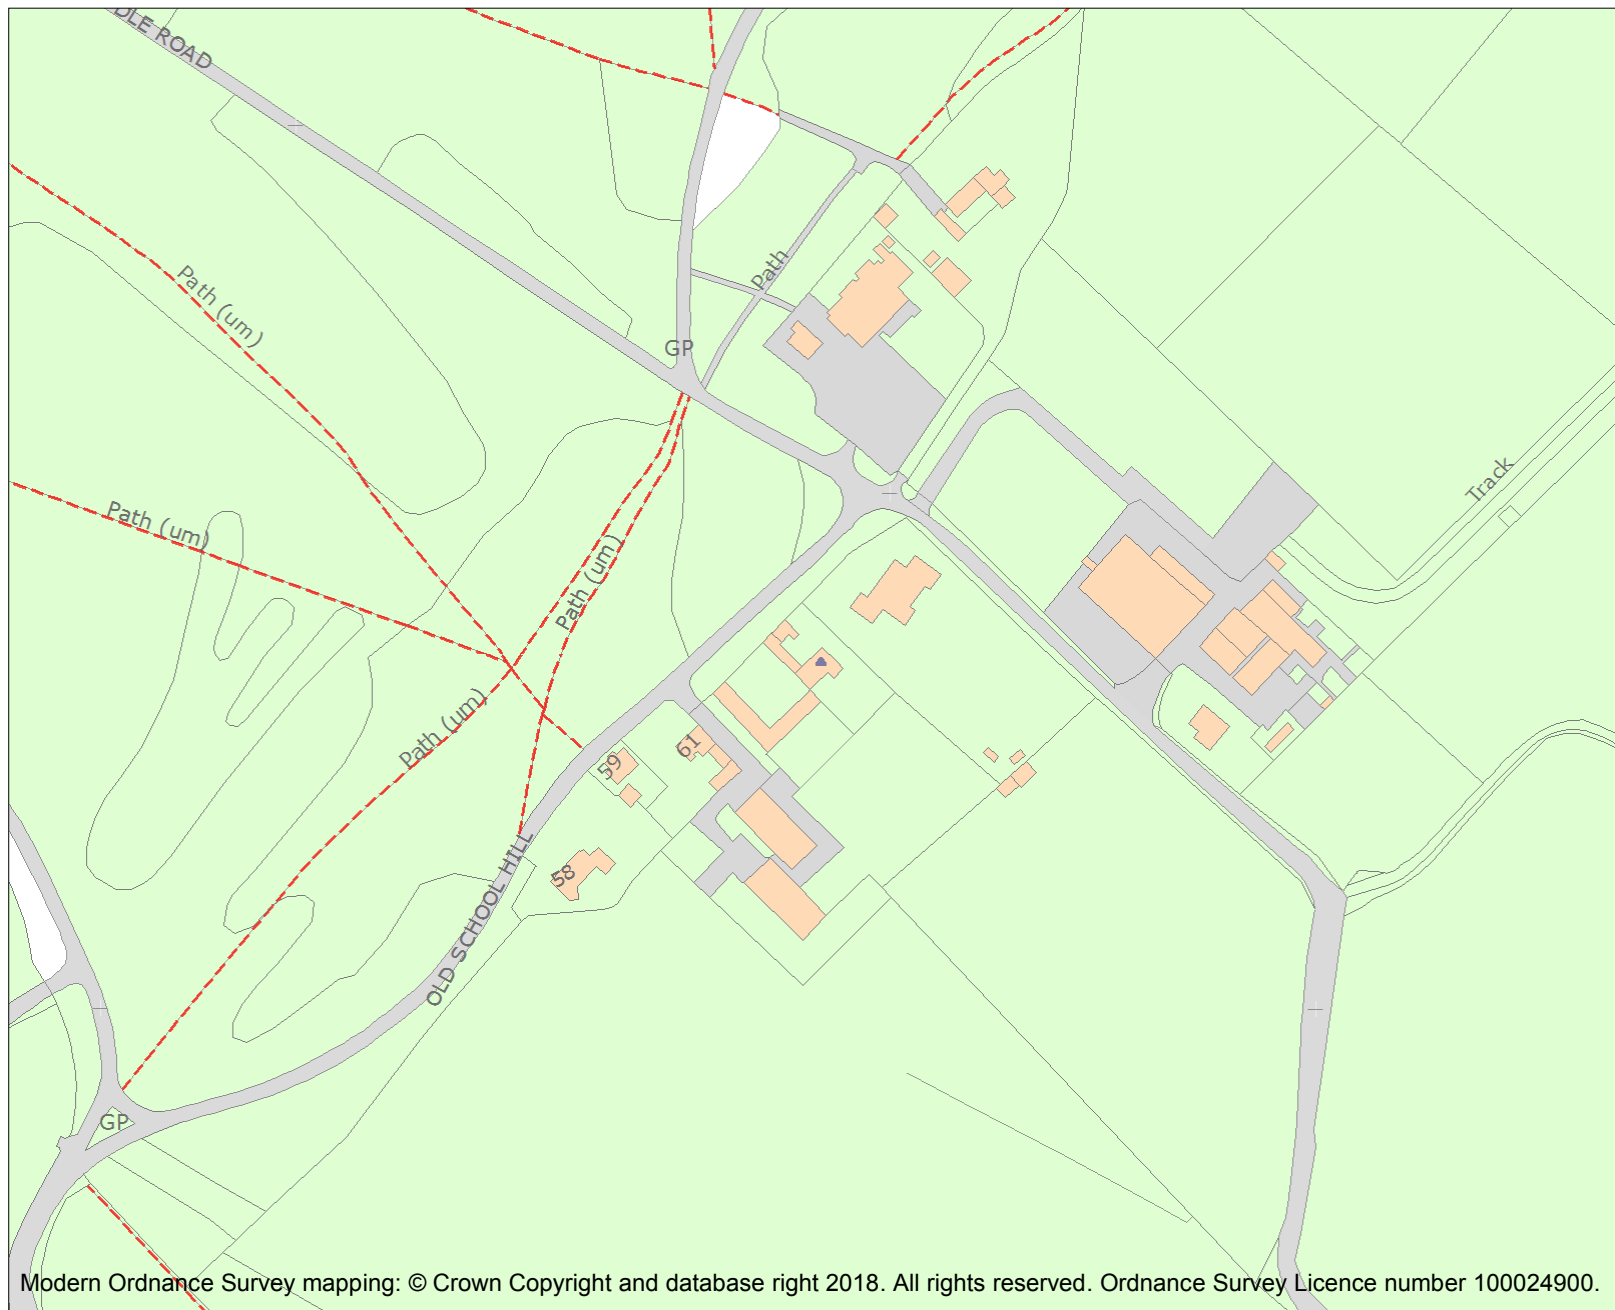 DLE ROAD
Path (um)
Path
GP
Path (um)
Track
Path (um)
Path (um)
61
59
58
OLD SCHOOL HILL
GP
Modern Ordnance Survey mapping: © Crown Copyright and database right 2018. All rights reserved. Ordnance Survey Licence number 100024900.